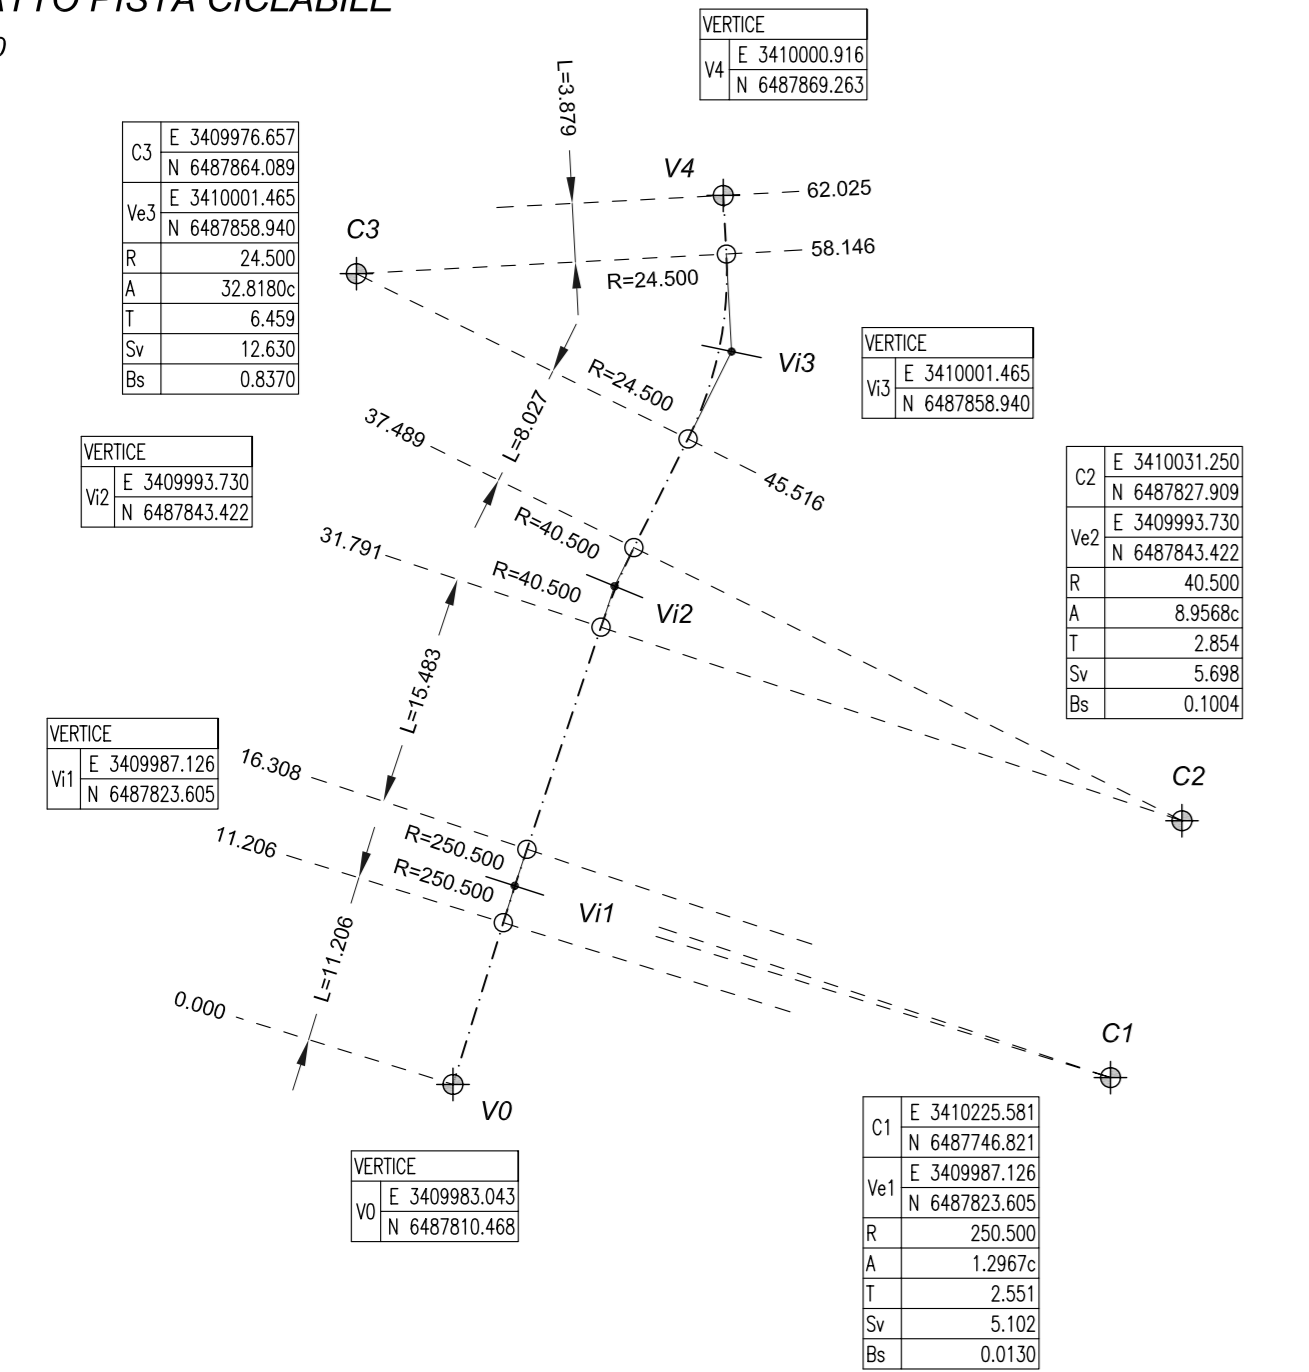 PISTA CICLABILE
VERTICE
V4
E 3410000.916
N 6487869.263
L=3.879
C3
E 3409976.657
N 6487864.089
Ve3
E 3410001.465
N 6487858.940
R 24.500
A 32.8180c
T 6.459
Sv 12.630
Bs 0.8370
V4
62.025
C3
58.146
R=24.500
VERTICE
Vi3
E 3410001.465
N 6487858.940
Vi3
R=24.500
L=8.027
37.489
45.516
VERTICE
Vi2
E 3409993.730
N 6487843.422
C2
E 3410031.250
N 6487827.909
Ve2
E 3409993.730
N 6487843.422
R 40.500
A 8.9568c
T 2.854
Sv 5.698
Bs 0.1004
R=40.500
31.791
R=40.500
Vi2
L=15.483
VERTICE
Vi1
E 3409987.126
N 6487823.605
16.308
C2
11.206
R=250.500
R=250.500
Vi1
L=11.206
0.000
C1
V0
C1
E 3410225.581
N 6487746.821
Ve1
E 3409987.126
N 6487823.605
R 250.500
A 1.2967c
T 2.551
Sv 5.102
Bs 0.0130
VERTICE
V0
E 3409983.043
N 6487810.468